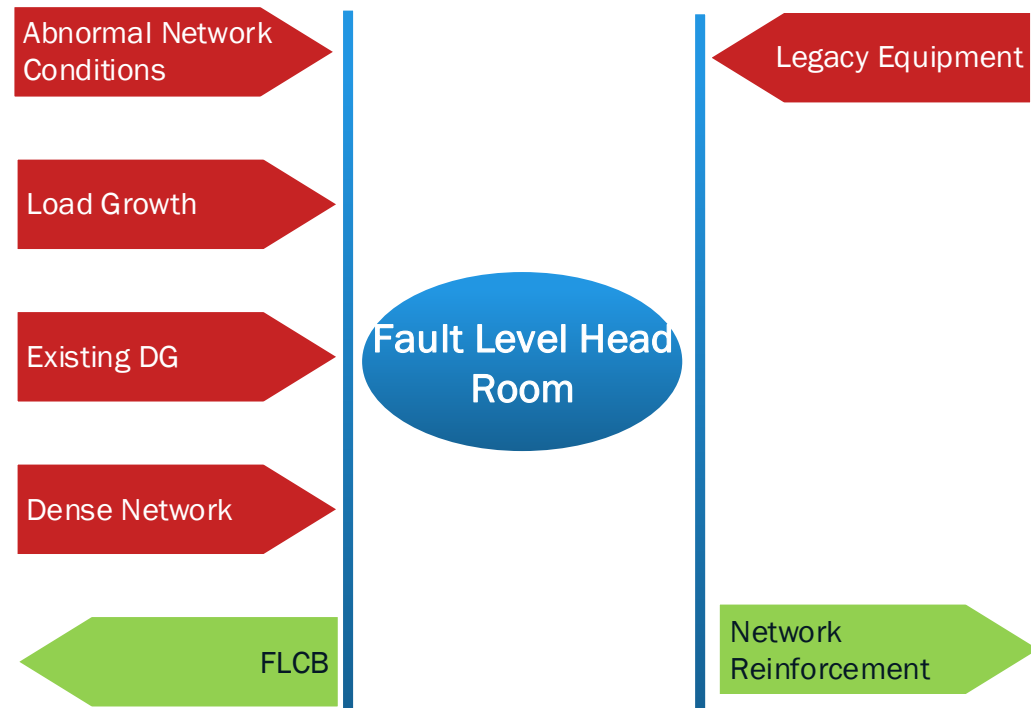 Abnormal Network
Conditions
Legacy Equipment
Load Growth
Existing DG
Fault Level Head
Room
Dense Network
FLCB
Network
Reinforcement